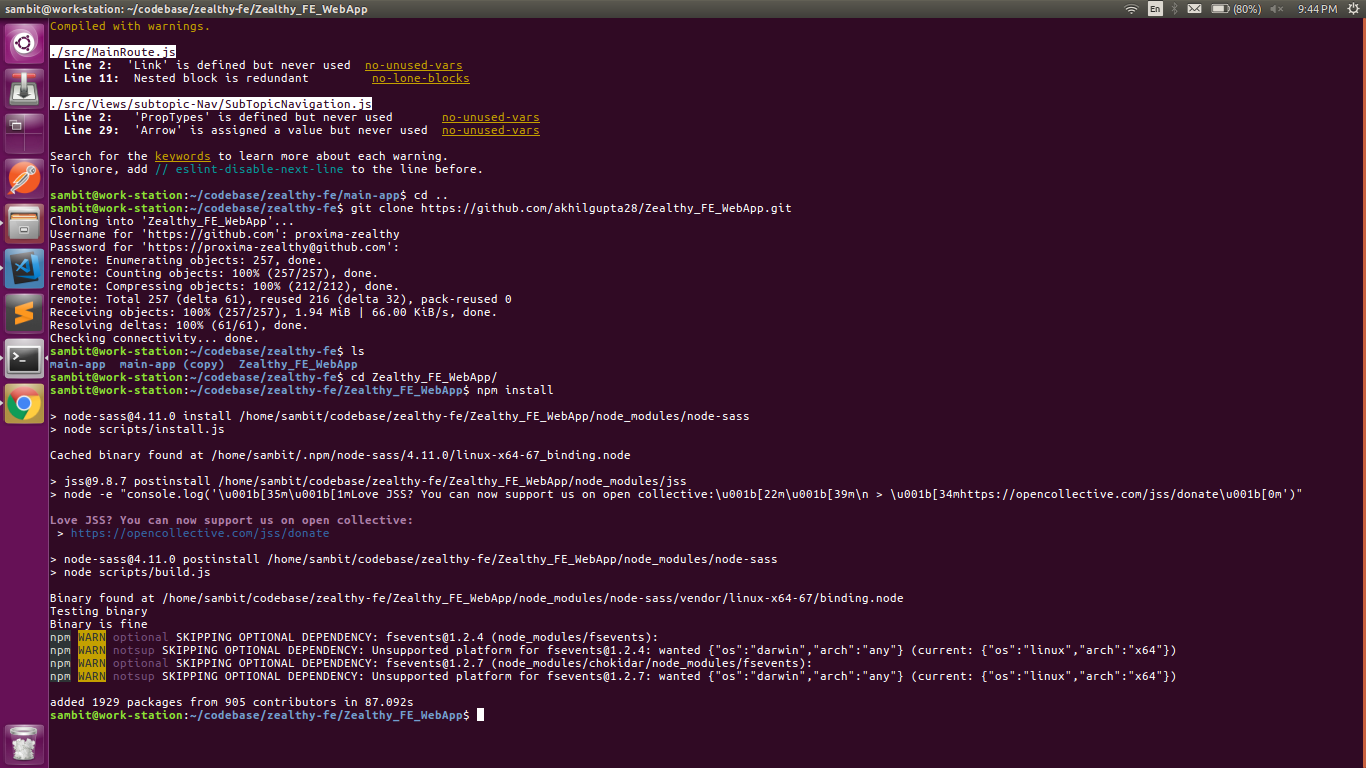 sambit@work-station: ~/codebase/zealthy-fe/Zealthy_FE_WebApp
En (80%) 9:44 PM
Compiled with warnings.
./src/MainRoute.js
Line 2: 'Link' is defined but never used no-unused-vars
Line 11: Nested block is redundant no-lone-blocks
./src/Views/subtopic-Nav/SubTopicNavigation.js
Line 2: 'PropTypes' is defined but never used no-unused-vars
Line 29: 'Arrow' is assigned a value but never used no-unused-vars
Search for the keywords to learn more about each warning.
To ignore, add // eslint-disable-next-line to the line before.
sambit@work-station:~/codebase/zealthy-fe/main-app$ cd ..
sambit@work-station:~/codebase/zealthy-fe$ git clone https://github.com/akhilgupta28/Zealthy_FE_WebApp.git
Cloning into 'Zealthy_FE_WebApp'...
Username for 'https://github.com': proxima-zealthy
Password for 'https://proxima-zealthy@github.com':
remote: Enumerating objects: 257, done.
remote: Counting objects: 100% (257/257), done.
remote: Compressing objects: 100% (212/212), done.
remote: Total 257 (delta 61), reused 216 (delta 32), pack-reused 0
Receiving objects: 100% (257/257), 1.94 MiB | 66.00 KiB/s, done.
Resolving deltas: 100% (61/61), done.
Checking connectivity... done.
sambit@work-station:~/codebase/zealthy-fe$ ls
main-app main-app (copy) Zealthy_FE_WebApp
sambit@work-station:~/codebase/zealthy-fe$ cd Zealthy_FE_WebApp/
sambit@work-station:~/codebase/zealthy-fe/Zealthy_FE_WebApp$ npm install
> node-sass@4.11.0 install /home/sambit/codebase/zealthy-fe/Zealthy_FE_WebApp/node_modules/node-sass
> node scripts/install.js
Cached binary found at /home/sambit/.npm/node-sass/4.11.0/linux-x64-67_binding.node
> jss@9.8.7 postinstall /home/sambit/codebase/zealthy-fe/Zealthy_FE_WebApp/node_modules/jss
> node -e "console.log('\u001b[35m\u001b[1mLove JSS? You can now support us on open collective:\u001b[22m\u001b[39m\n > \u001b[34mhttps://opencollective.com/jss/donate\u001b[0m')"
Love JSS? You can now support us on open collective:
> https://opencollective.com/jss/donate
> node-sass@4.11.0 postinstall /home/sambit/codebase/zealthy-fe/Zealthy_FE_WebApp/node_modules/node-sass
> node scripts/build.js
Binary found at /home/sambit/codebase/zealthy-fe/Zealthy_FE_WebApp/node_modules/node-sass/vendor/linux-x64-67/binding.node
Testing binary
Binary is fine
npm WARN optional SKIPPING OPTIONAL DEPENDENCY: fsevents@1.2.4 (node_modules/fsevents):
npm WARN notsup SKIPPING OPTIONAL DEPENDENCY: Unsupported platform for fsevents@1.2.4: wanted {"os":"darwin","arch":"any"} (current: {"os":"linux","arch":"x64"})
npm WARN optional SKIPPING OPTIONAL DEPENDENCY: fsevents@1.2.7 (node_modules/chokidar/node_modules/fsevents):
npm WARN notsup SKIPPING OPTIONAL DEPENDENCY: Unsupported platform for fsevents@1.2.7: wanted {"os":"darwin","arch":"any"} (current: {"os":"linux","arch":"x64"})
added 1929 packages from 905 contributors in 87.092s
sambit@work-station:~/codebase/zealthy-fe/Zealthy_FE_WebApp$